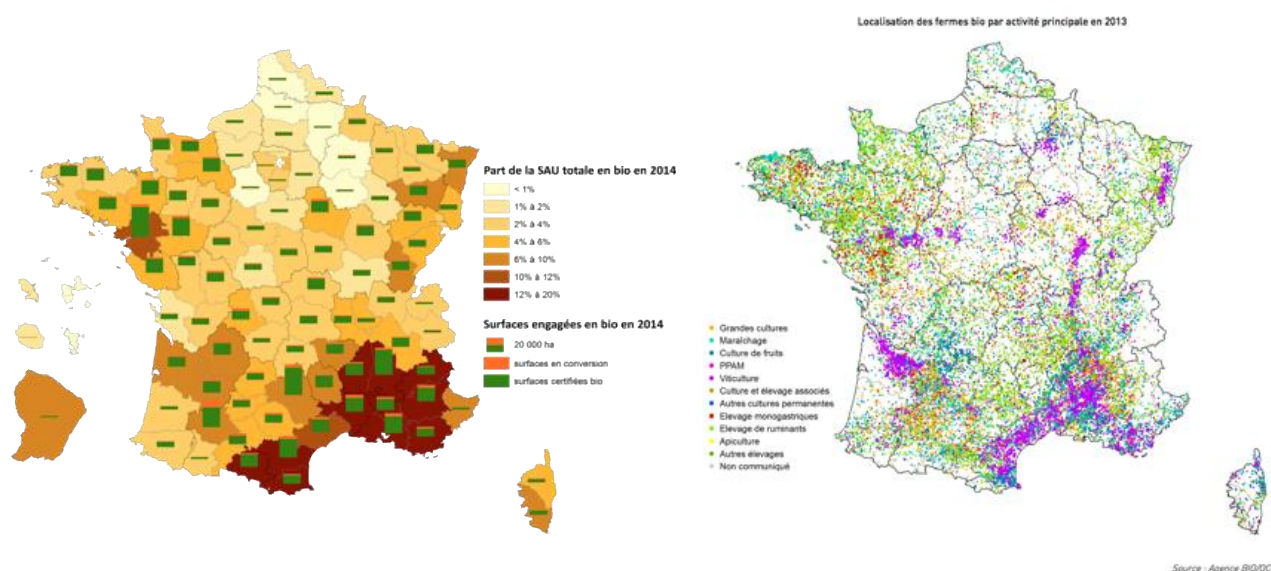 Localisation des fermes bio par activité principale en 2013
Part de la SAU totale en bio en 2014
< 1%
1% à 2%
2% à 4%
4% à 6%
6% à 10%
10% à 12%
12% à 20%
Surfaces engagées en bio en 2014
20 000 ha
surfaces en conversion
surfaces certifiées bio
Grandes cultures
Maraîchage
Culture de fruits
PPAM
Viticulture
Culture et élevage associés
Autres cultures permanentes
Elevage monogastriques
Elevage de ruminants
Apiculture
Autres élevages
Non communiqué
Source : Agence BIO/OC